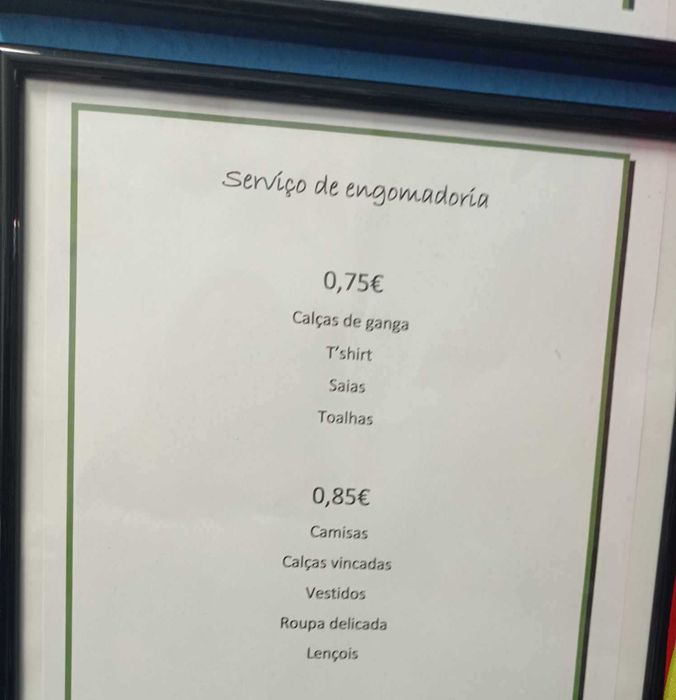 Serviço de engomadoria
0,75€
Calças de ganga
T'shirt
Saias
Toalhas
0,85€
Camisas
Calças vincadas
Vestidos
Roupa delicada
Lençois